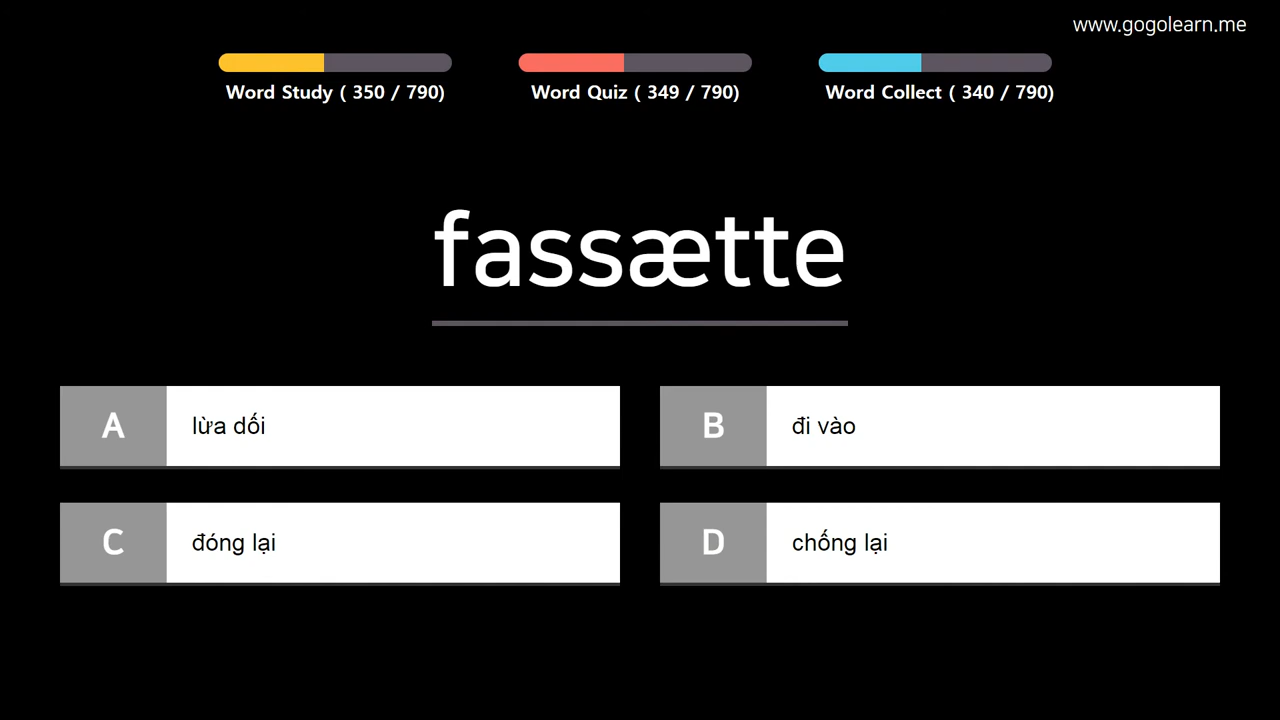 www.gogolearn.me
Word Study ( 350 / 790)
Word Quiz ( 349 / 790)
Word Collect ( 340 / 790)
fassætte
A lừa dối
B đi vào
C đóng lại
D chống lại